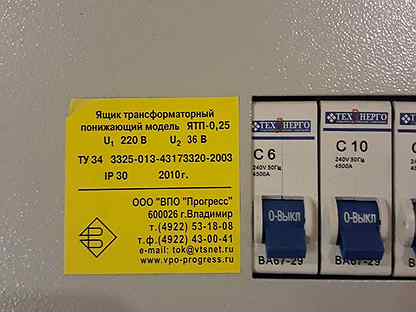 Ящик трансформаторный
понижающий модель ЯТП-0,25
U1 220 В U2 36 В
ТУ 34 3325-013-43173320-2003
IP 30 2010г.
ООО "ВПО "Прогресс"
600026 г.Владимир
т.(4922) 53-18-08
т.ф.(4922) 43-00-41
e-mail: tok@vtsnet.ru
www.vpo-progress.ru
ТЕХЭНЕРГО
C 6
240V 50Гц
4500A
О-ВЫКЛ
ВА67-29
ТЕХЭНЕРГО
C 10
240V 50Гц
4500A
О-ВЫКЛ
ВА67-29